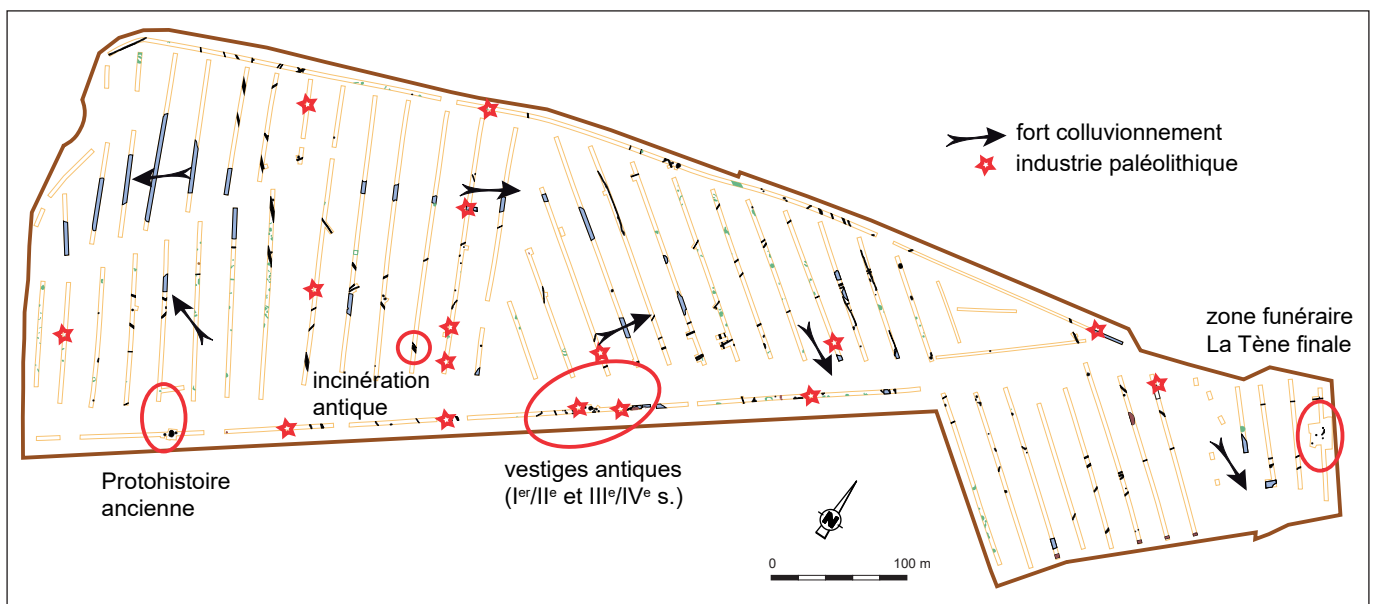 fort colluvionnement
industrie paléolithique
zone funéraire
La Tène finale
incinération
antique
Protohistoire
ancienne
vestiges antiques
(Iᵉʳ/IIᵉ et IIIᵉ/IVᵉ s.)
N
0 100 m